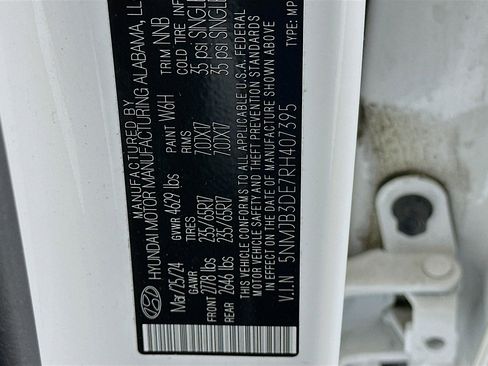 MANUFACTURED BY
HYUNDAI MOTOR MANUFACTURING ALABAMA, LL
Mar/25/24 GVWR 4629 lbs PAINT W6H TRIM NNB
GAWR TIRES RIMS COLD TIRE INF
FRONT 2778 lbs 235/65R17 7.0JX17 35 psi SINGLE
REAR 2646 lbs 235/65R17 7.0JX17 35 psi SINGLE
THIS VEHICLE CONFORMS TO ALL APPLICABLE U.S.A. FEDERAL
MOTOR VEHICLE SAFETY AND THEFT PREVENTION STANDARDS IN
EFFECT ON THE DATE OF MANUFACTURE SHOWN ABOVE
V.I.N 5NMJB3DE7RH407395 TYPE: MP